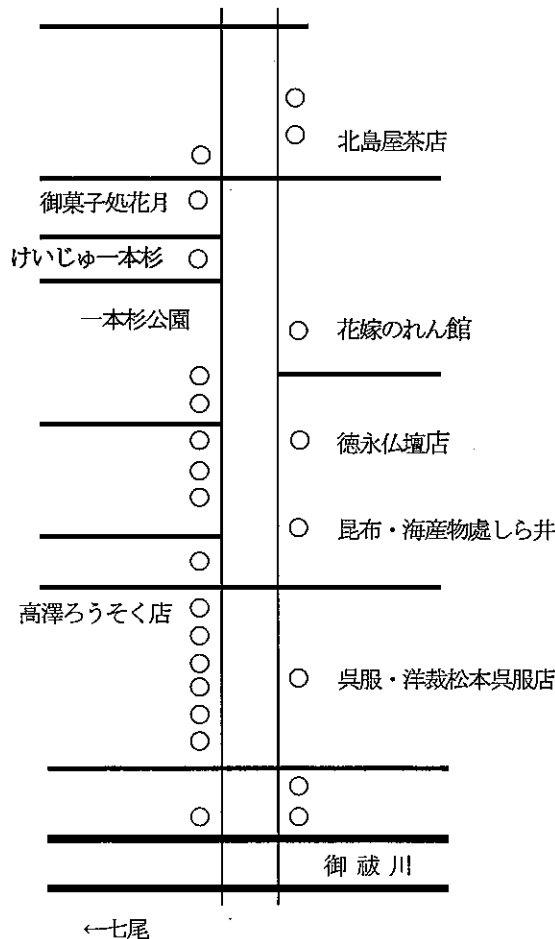 北島屋茶店
御菓子処花月
けいじゅ一本杉
一本杉公園
花嫁のれん館
徳永仏壇店
昆布・海産物處しら井
高澤ろうそく店
呉服・洋裁松本呉服店
御祓川
←七尾